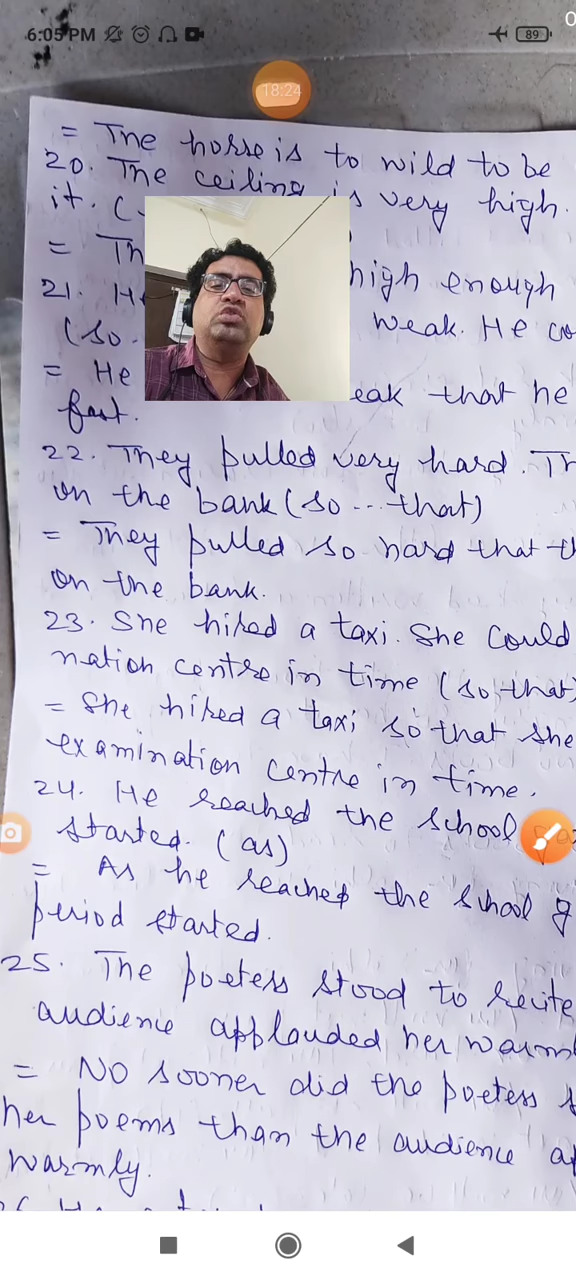 6:05 PM
89
18:24
= The horse is to wild to be
20. The ceiling is very high.
it. (
= Th high enough
21. He weak. He co
(so
= He eak that he
fast.
22. They pulled very hard. Th
on the bank (so ... that)
= They pulled so hard that th
on the bank.
23. She hired a taxi. She could
nation centre in time (so that)
= She hired a taxi so that she
examination centre in time.
24. He reached the school
started. (as)
= As he reached the school g
period started.
25. The poetess stood to recite
audience applauded her warm
= No sooner did the poetess s
her poems than the audience ap
warmly.